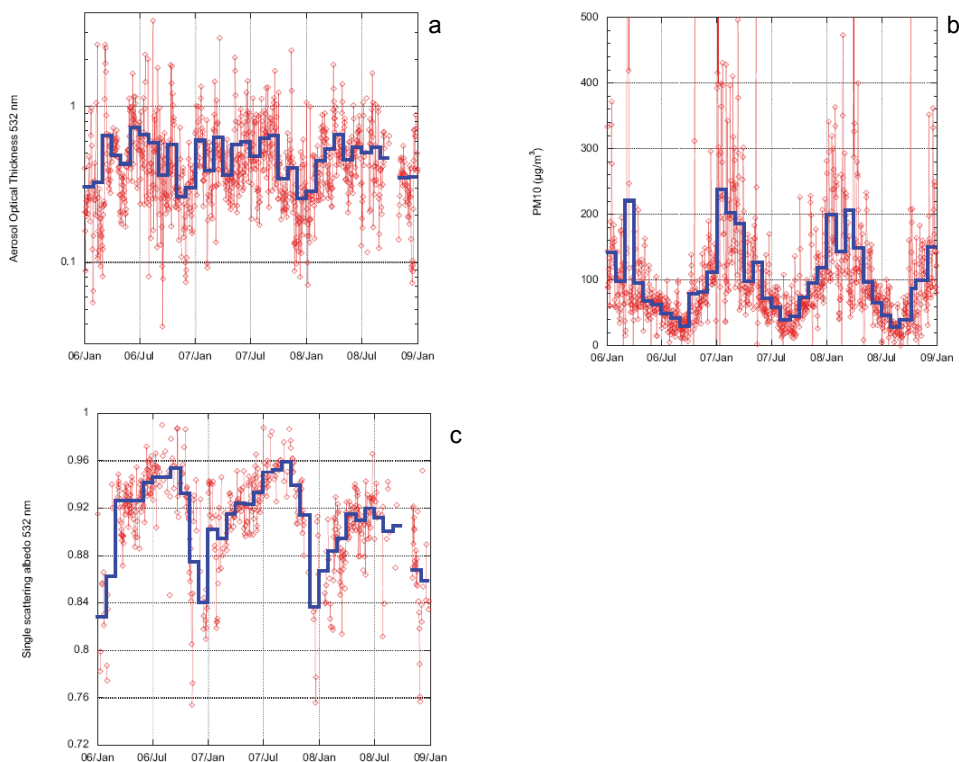 a
Aerosol Optical Thickness 532 nm
1
0.1
06/Jan 06/Jul 07/Jan 07/Jul 08/Jan 08/Jul 09/Jan
b
PM10 (µg/m³)
500
400
300
200
100
0
06/Jan 06/Jul 07/Jan 07/Jul 08/Jan 08/Jul 09/Jan
c
Single scattering albedo 532 nm
1
0.96
0.92
0.88
0.84
0.8
0.76
0.72
06/Jan 06/Jul 07/Jan 07/Jul 08/Jan 08/Jul 09/Jan